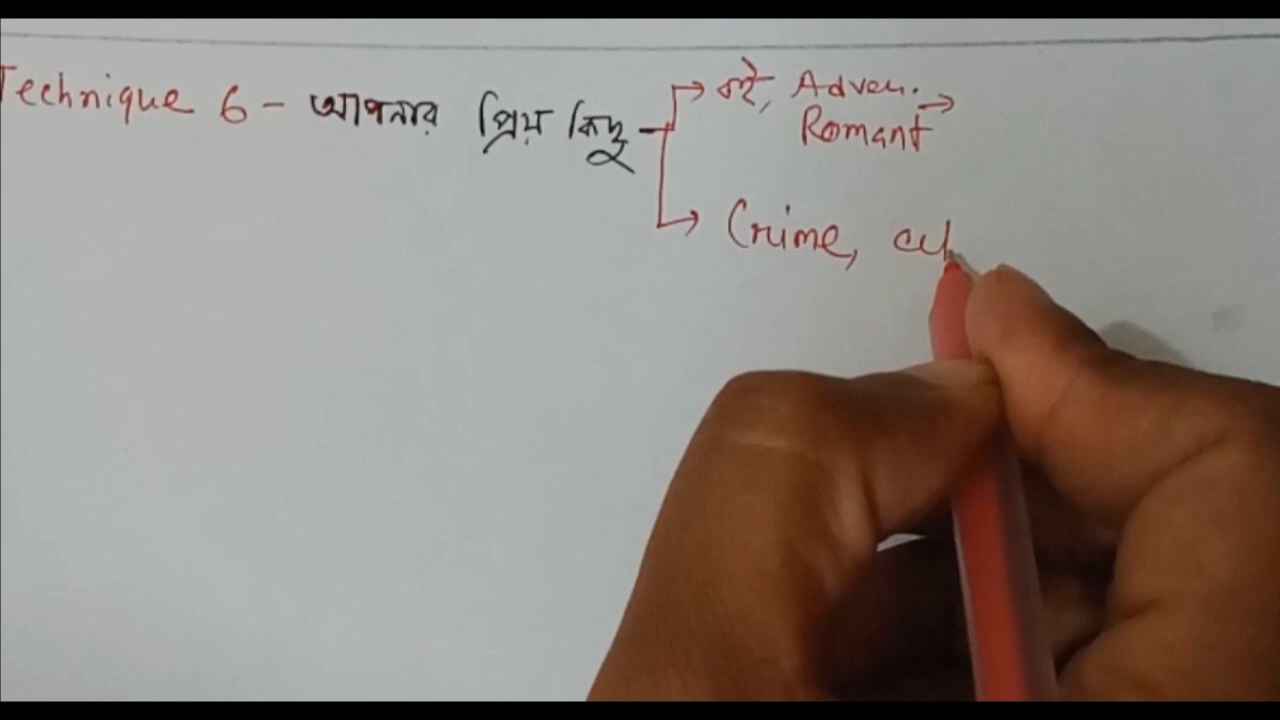 Technique 6 - আপনার প্রিয় কিছু
বই, Adven.
Romant
Crime,